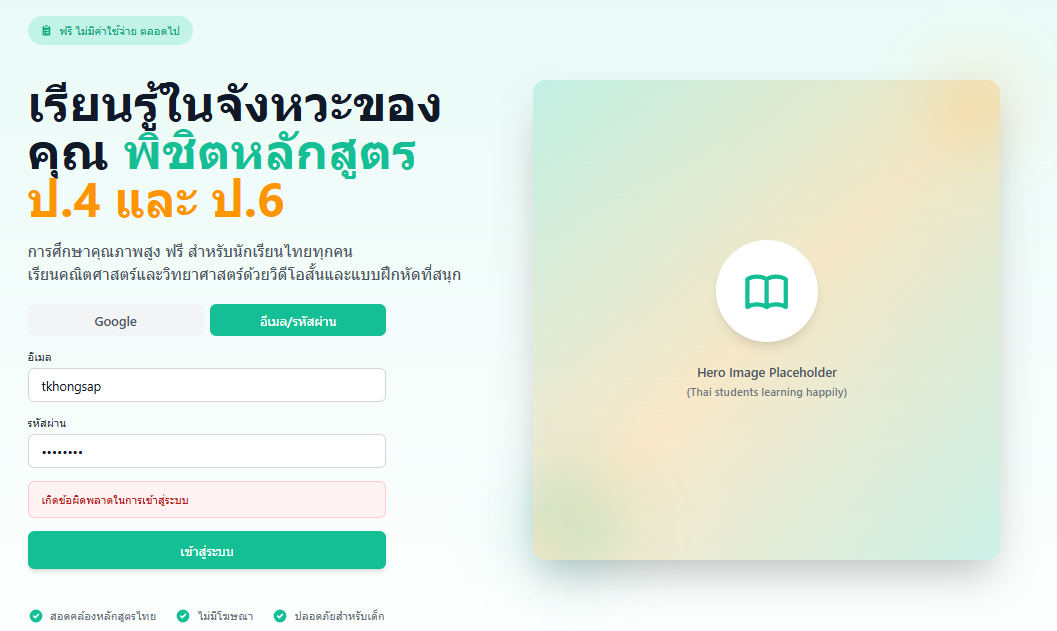 ฟรี ไม่มีค่าใช้จ่าย ตลอดไป
เรียนรู้ในจังหวะของ
คุณ พิชิตหลักสูตร
ป.4 และ ป.6
การศึกษาคุณภาพสูง ฟรี สำหรับนักเรียนไทยทุกคน
เรียนคณิตศาสตร์และวิทยาศาสตร์ด้วยวิดีโอสั้นและแบบฝึกหัดที่สนุก
Google
อีเมล/รหัสผ่าน
อีเมล
tkhongsap
รหัสผ่าน
••••••••
เกิดข้อผิดพลาดในการเข้าสู่ระบบ
เข้าสู่ระบบ
สอดคล้องหลักสูตรไทย
ไม่มีโฆษณา
ปลอดภัยสำหรับเด็ก
Hero Image Placeholder
(Thai students learning happily)